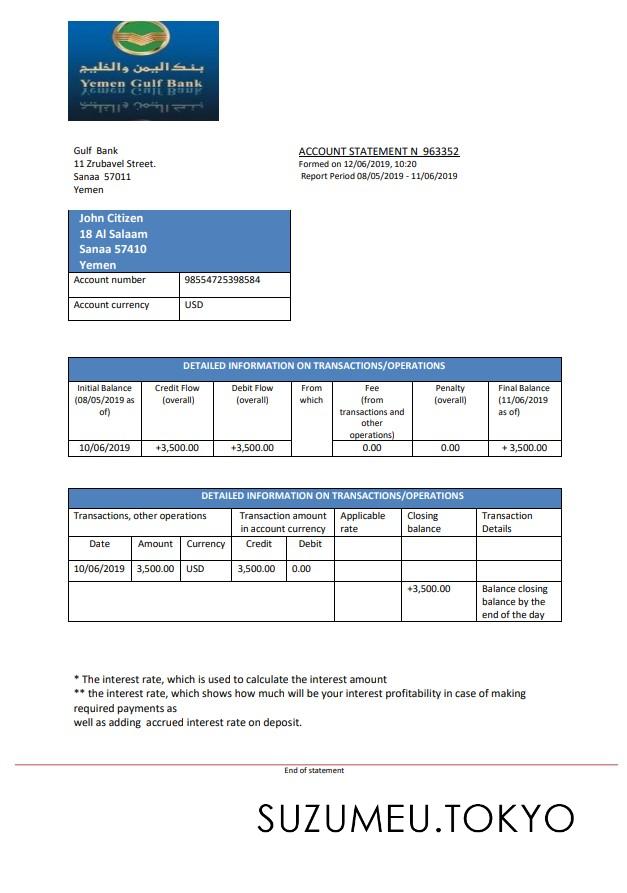 بنك اليمن والخليج
Yemen Gulf Bank
Gulf Bank
11 Zrubavel Street.
Sanaa 57011
Yemen
ACCOUNT STATEMENT N 963352
Formed on 12/06/2019, 10:20
Report Period 08/05/2019 - 11/06/2019
John Citizen
18 Al Salaam
Sanaa 57410
Yemen
Account number 98554725398584
Account currency USD
DETAILED INFORMATION ON TRANSACTIONS/OPERATIONS
Initial Balance (08/05/2019 as of) Credit Flow (overall) Debit Flow (overall) From which Fee (from transactions and other operations) Penalty (overall) Final Balance (11/06/2019 as of)
10/06/2019 +3,500.00 +3,500.00 0.00 0.00 + 3,500.00
DETAILED INFORMATION ON TRANSACTIONS/OPERATIONS
Transactions, other operations Transaction amount in account currency Applicable rate Closing balance Transaction Details
Date Amount Currency Credit Debit
10/06/2019 3,500.00 USD 3,500.00 0.00
+3,500.00 Balance closing balance by the end of the day
* The interest rate, which is used to calculate the interest amount
** the interest rate, which shows how much will be your interest profitability in case of making
required payments as
well as adding accrued interest rate on deposit.
End of statement
SUZUMEU.TOKYO